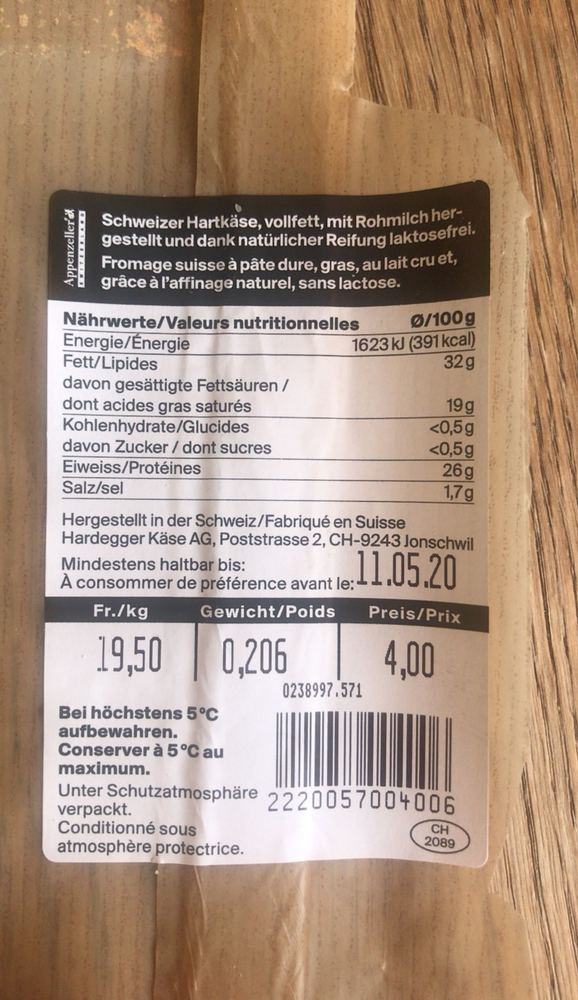 Appenzeller
SWITZERLAND
Schweizer Hartkäse, vollfett, mit Rohmilch her-
gestellt und dank natürlicher Reifung laktosefrei.
Fromage suisse à pâte dure, gras, au lait cru et,
grâce à l'affinage naturel, sans lactose.
Nährwerte/Valeurs nutritionnelles Ø/100g
Energie/Énergie 1623 kJ (391 kcal)
Fett/Lipides 32g
davon gesättigte Fettsäuren /
dont acides gras saturés 19g
Kohlenhydrate/Glucides <0,5g
davon Zucker / dont sucres <0,5g
Eiweiss/Protéines 26g
Salz/sel 1,7g
Hergestellt in der Schweiz/Fabriqué en Suisse
Hardegger Käse AG, Poststrasse 2, CH-9243 Jonschwil
Mindestens haltbar bis:
À consommer de préférence avant le: 11.05.20
Fr./kg Gewicht/Poids Preis/Prix
19,50 0,206 4,00
0238997.571
Bei höchstens 5°C
aufbewahren.
Conserver à 5°C au
maximum.
Unter Schutzatmosphäre
verpackt.
Conditionné sous
atmosphère protectrice.
2220057004006
CH
2089